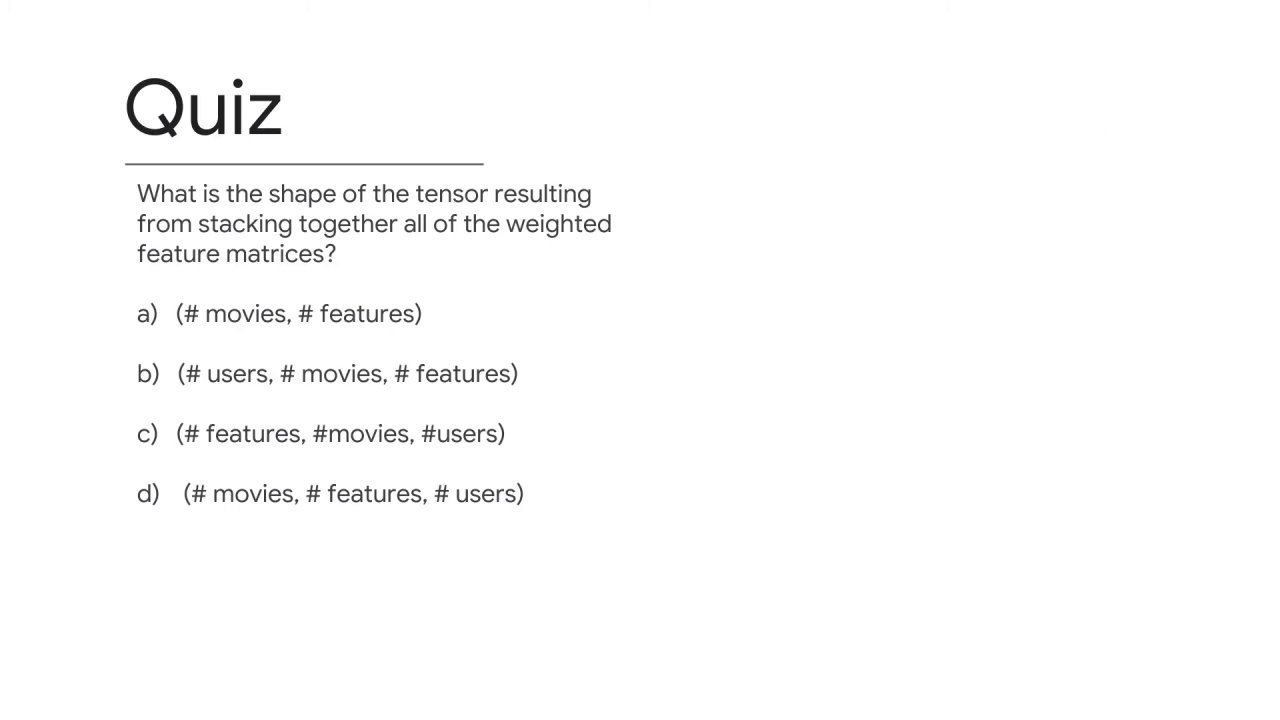 Quiz
What is the shape of the tensor resulting
from stacking together all of the weighted
feature matrices?
a) (# movies, # features)
b) (# users, # movies, # features)
c) (# features, #movies, #users)
d) (# movies, # features, # users)